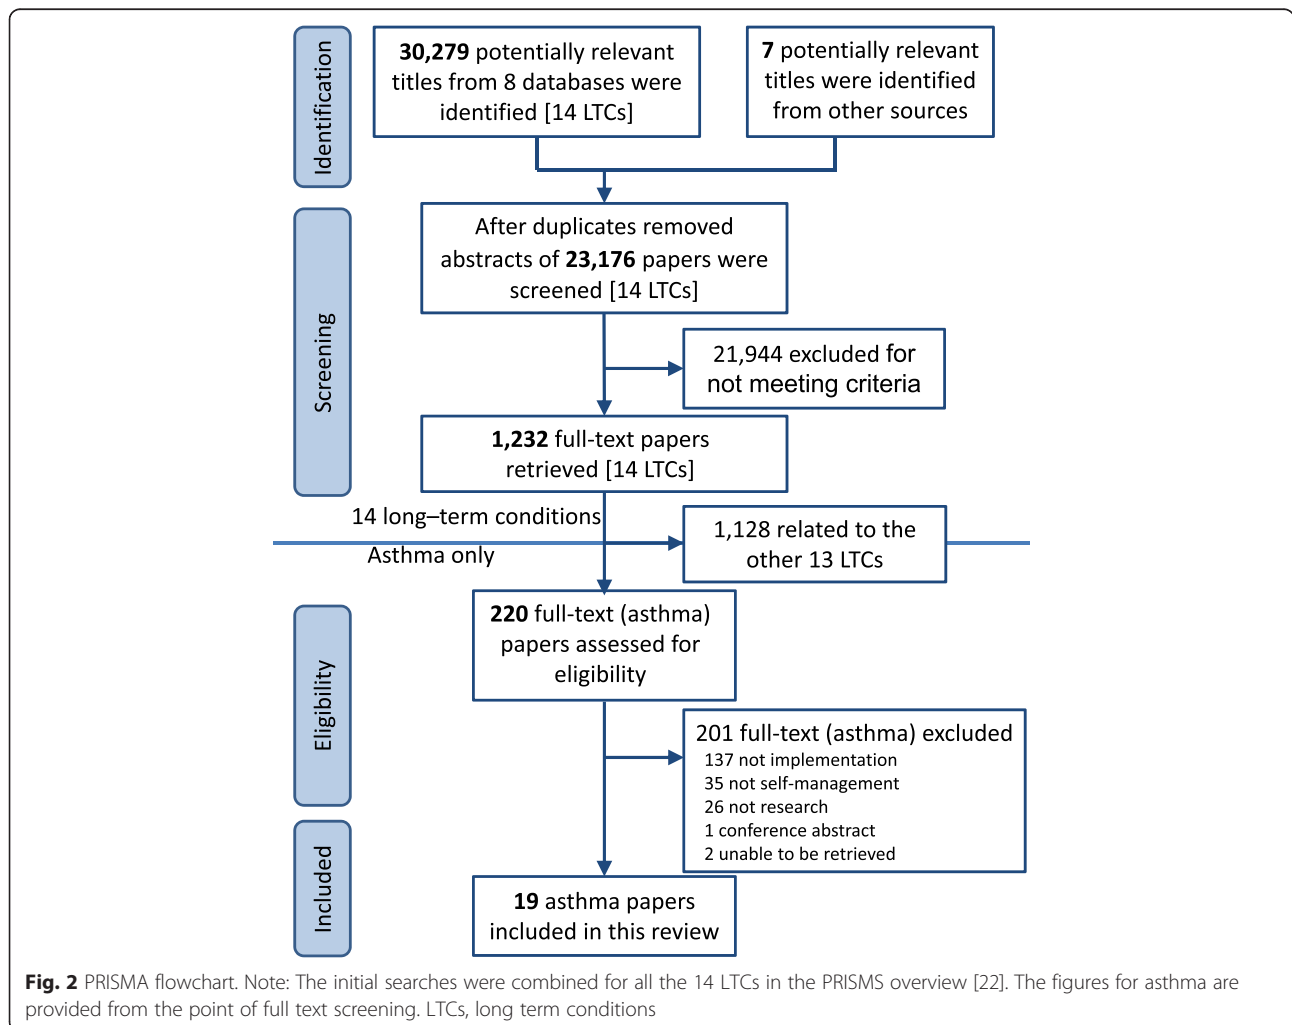 Identification
30,279 potentially relevant
titles from 8 databases were
identified [14 LTCs]
7 potentially relevant
titles were identified
from other sources
Screening
After duplicates removed
abstracts of 23,176 papers were
screened [14 LTCs]
21,944 excluded for
not meeting criteria
1,232 full-text papers
retrieved [14 LTCs]
14 long–term conditions
Asthma only
1,128 related to the
other 13 LTCs
Eligibility
220 full-text (asthma)
papers assessed for
eligibility
201 full-text (asthma) excluded
137 not implementation
35 not self-management
26 not research
1 conference abstract
2 unable to be retrieved
Included
19 asthma papers
included in this review
Fig. 2 PRISMA flowchart. Note: The initial searches were combined for all the 14 LTCs in the PRISMS overview [22]. The figures for asthma are
provided from the point of full text screening. LTCs, long term conditions